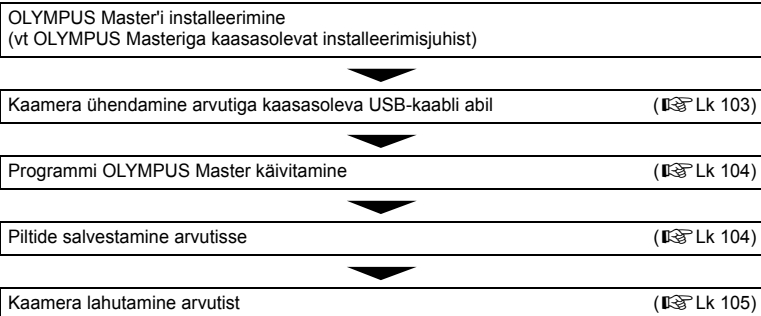 OLYMPUS Master'i installeerimine
(vt OLYMPUS Masteriga kaasasolevat installeerimisjuhist)
Kaamera ühendamine arvutiga kaasasoleva USB-kaabli abil (☞ Lk 103)
Programmi OLYMPUS Master käivitamine (☞ Lk 104)
Piltide salvestamine arvutisse (☞ Lk 104)
Kaamera lahutamine arvutist (☞ Lk 105)